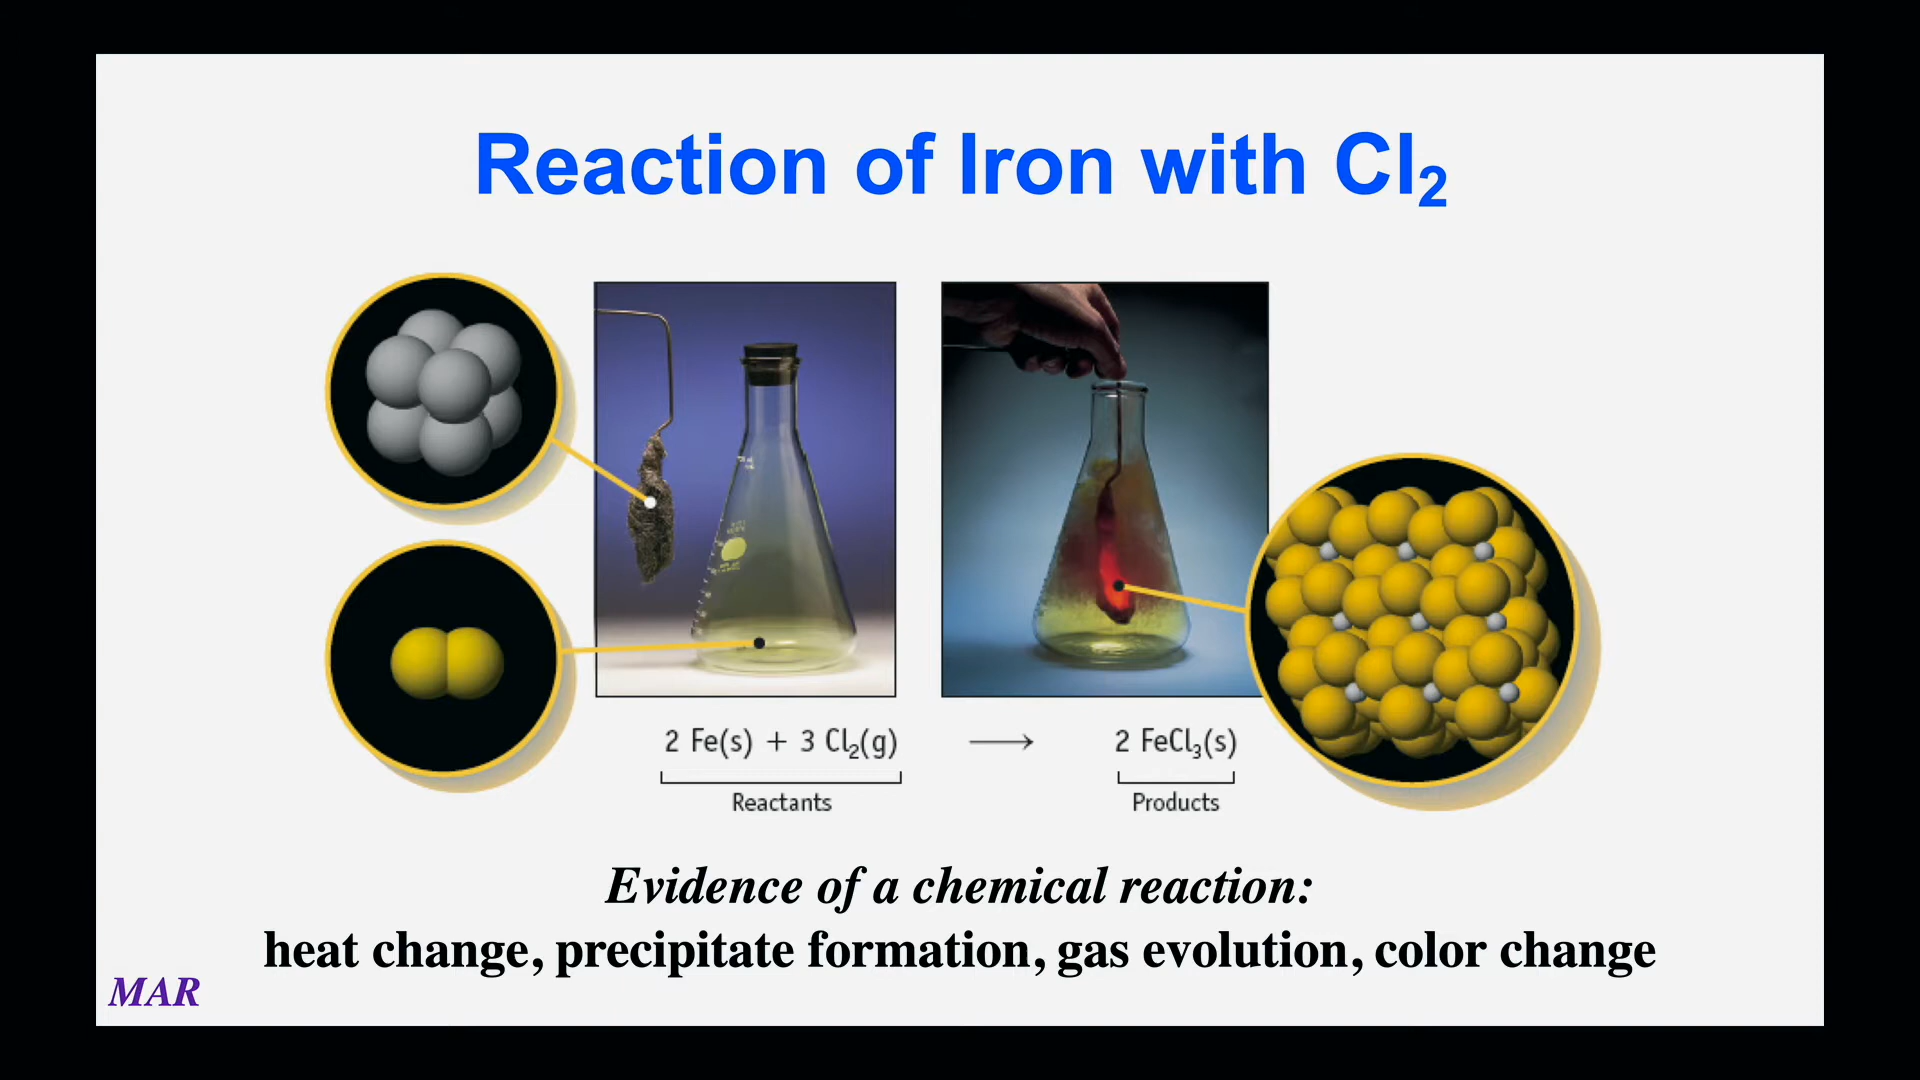 Reaction of Iron with Cl₂
2 Fe(s) + 3 Cl₂(g) ⟶ 2 FeCl₃(s)
Reactants Products
Evidence of a chemical reaction:
heat change, precipitate formation, gas evolution, color change
MAR